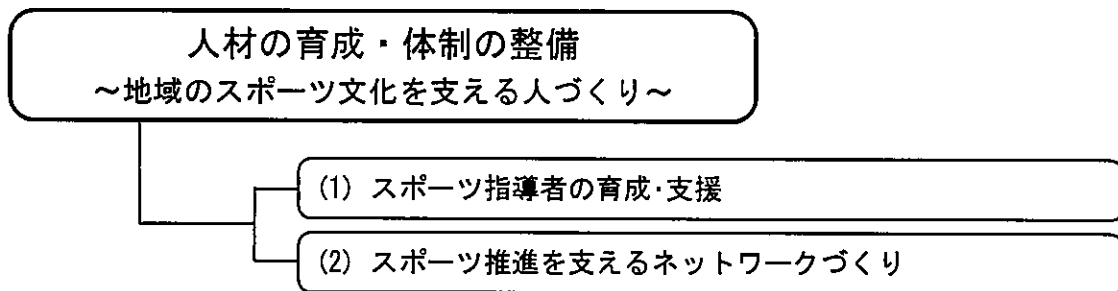 人材の育成・体制の整備
～地域のスポーツ文化を支える人づくり～
(1) スポーツ指導者の育成・支援
(2) スポーツ推進を支えるネットワークづくり